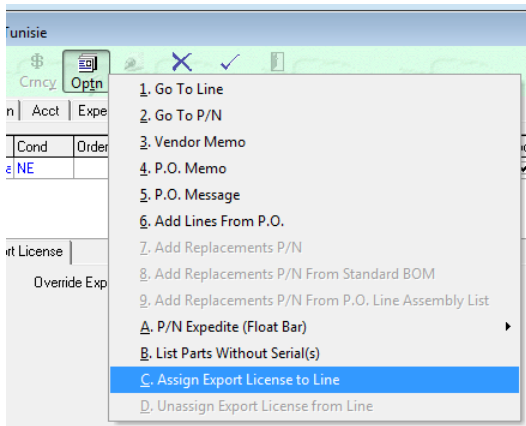 Tunisie
$
Crncy Optn
n Acct Expe
1. Go To Line
2. Go To P/N
3. Vendor Memo
4. P.O. Memo
5. P.O. Message
6. Add Lines From P.O.
7. Add Replacements P/N
8. Add Replacements P/N From Standard BOM
9. Add Replacements P/N From P.O. Line Assembly List
A. P/N Expedite (Float Bar)
B. List Parts Without Serial(s)
C. Assign Export License to Line
D. Unassign Export License from Line
Cond Order
NE
rt License
Override Exp